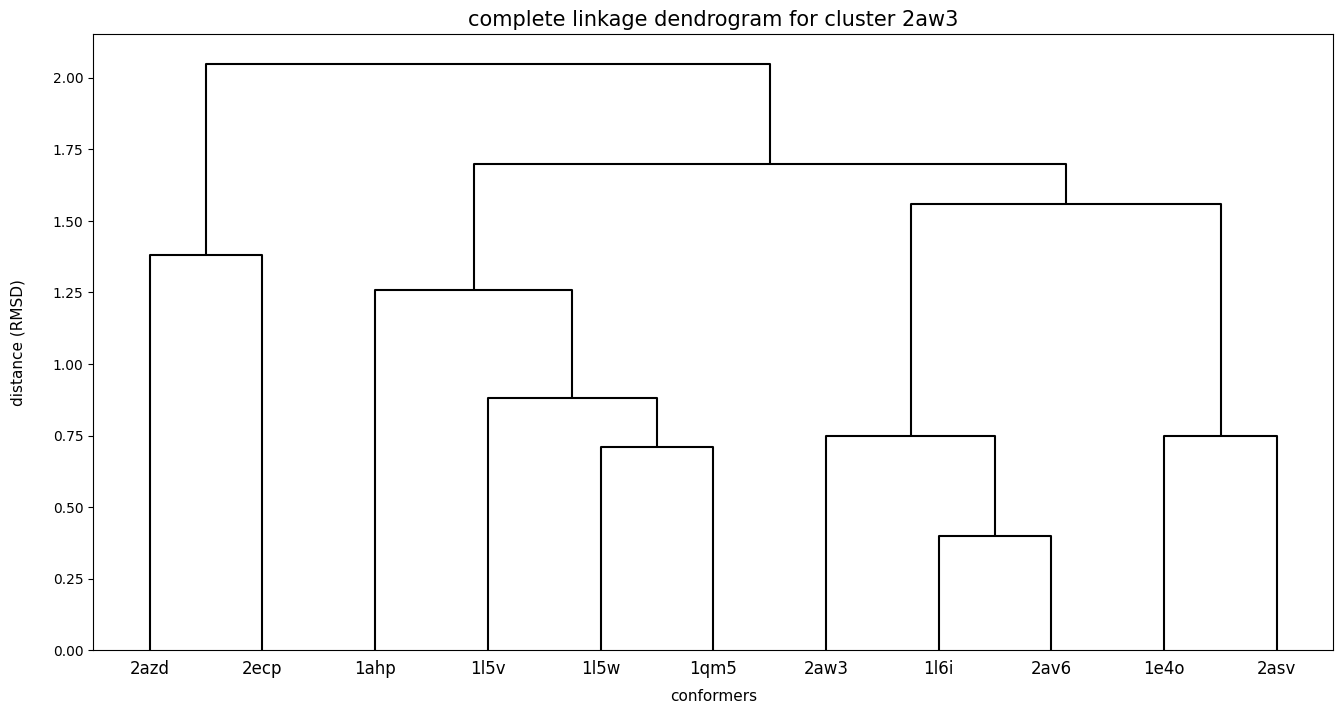 complete linkage dendrogram for cluster 2aw3
2.00
1.75
1.50
1.25
1.00
0.75
0.50
0.25
0.00
distance (RMSD)
2azd 2ecp 1ahp 1l5v 1l5w 1qm5 2aw3 1l6i 2av6 1e4o 2asv
conformers